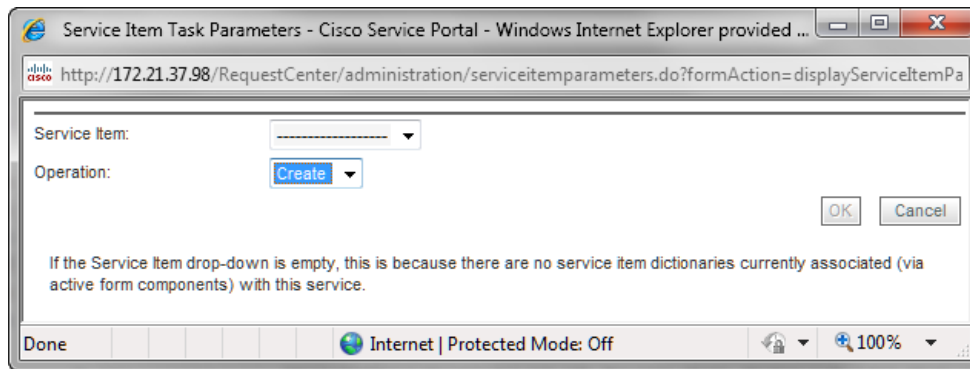 Service Item Task Parameters - Cisco Service Portal - Windows Internet Explorer provided ...
cisco http://172.21.37.98/RequestCenter/administration/serviceitemparameters.do?formAction=displayServiceItemPa
Service Item: ------------------
Operation: Create
OK Cancel
If the Service Item drop-down is empty, this is because there are no service item dictionaries currently associated (via
active form components) with this service.
Done Internet | Protected Mode: Off 100%